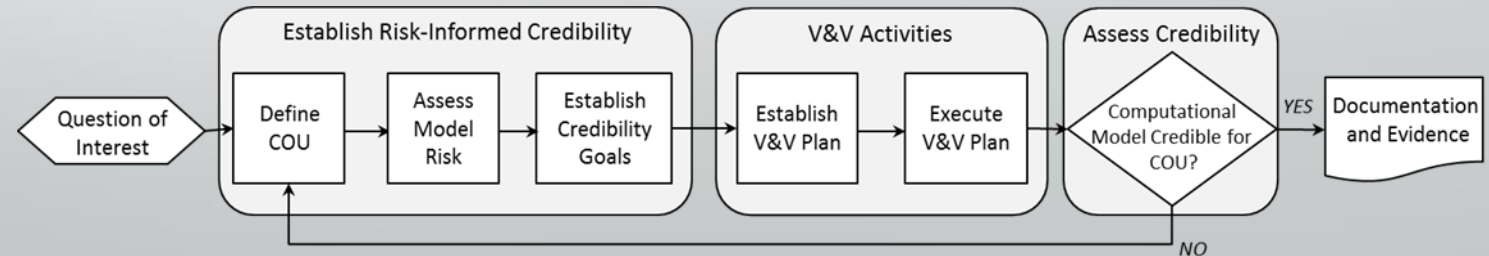 Establish Risk-Informed Credibility
V&V Activities
Assess Credibility
Question of
Interest
Define
COU
Assess
Model
Risk
Establish
Credibility
Goals
Establish
V&V Plan
Execute
V&V Plan
Computational
Model Credible for
COU?
YES
Documentation
and Evidence
NO